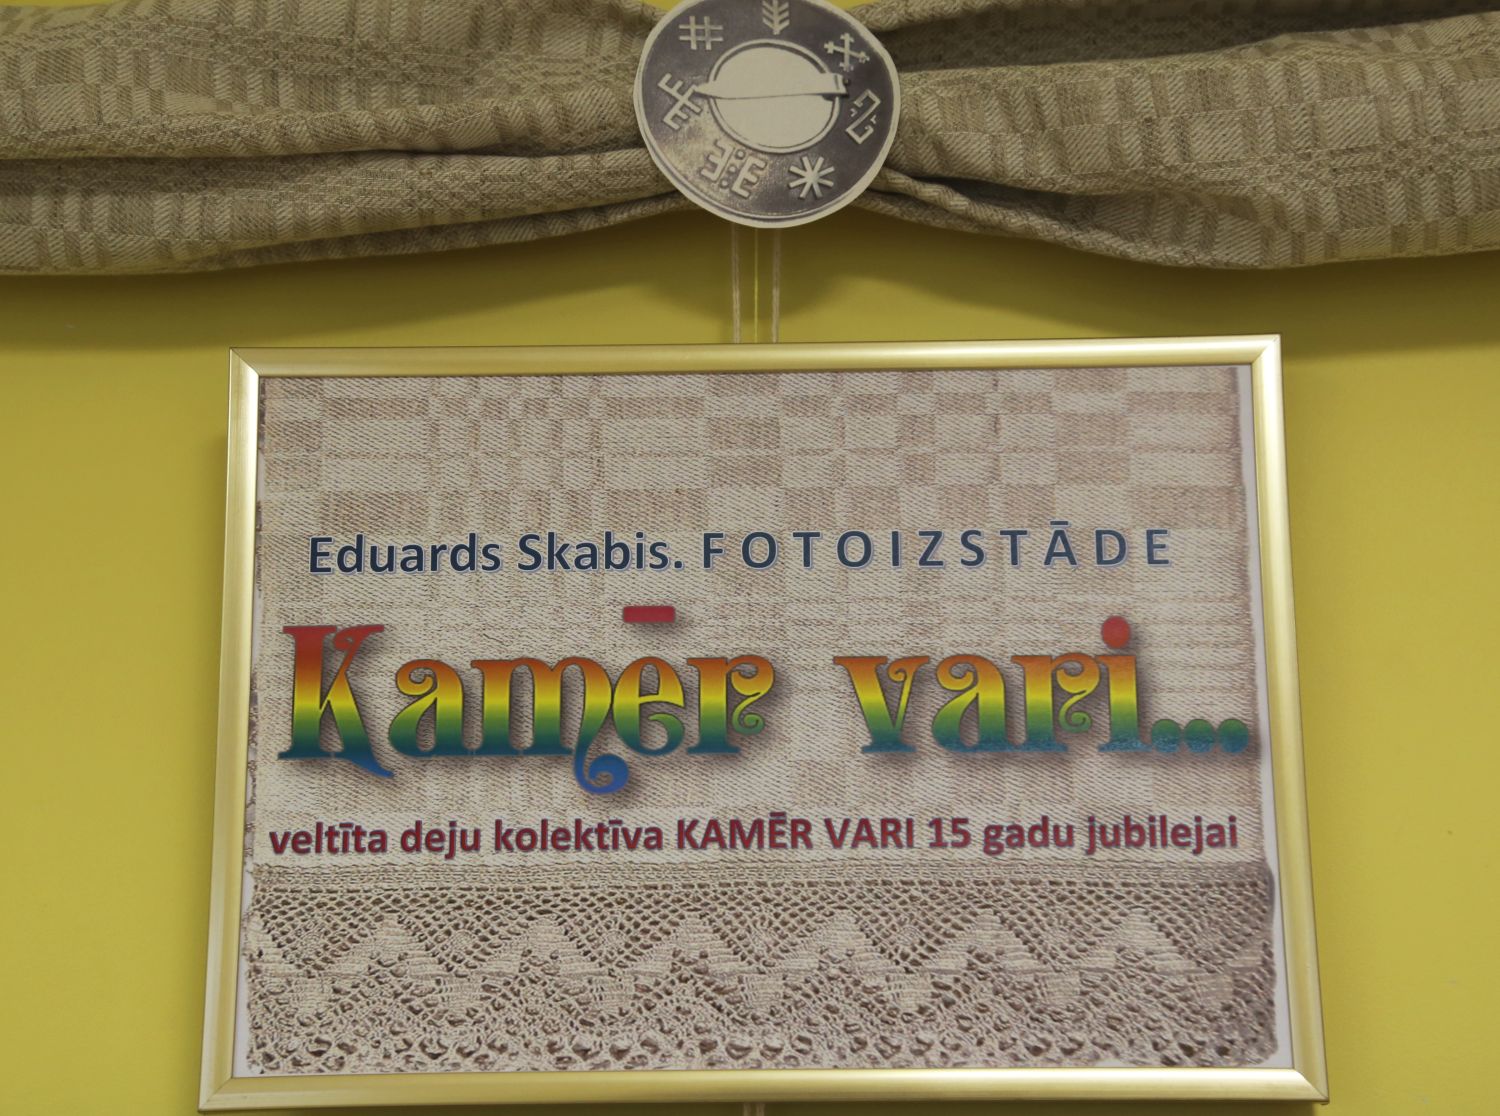 Eduards Skabis. FOTOIZSTĀDE
Kamēr vari...
veltīta deju kolektīva KAMĒR VARI 15 gadu jubilejai